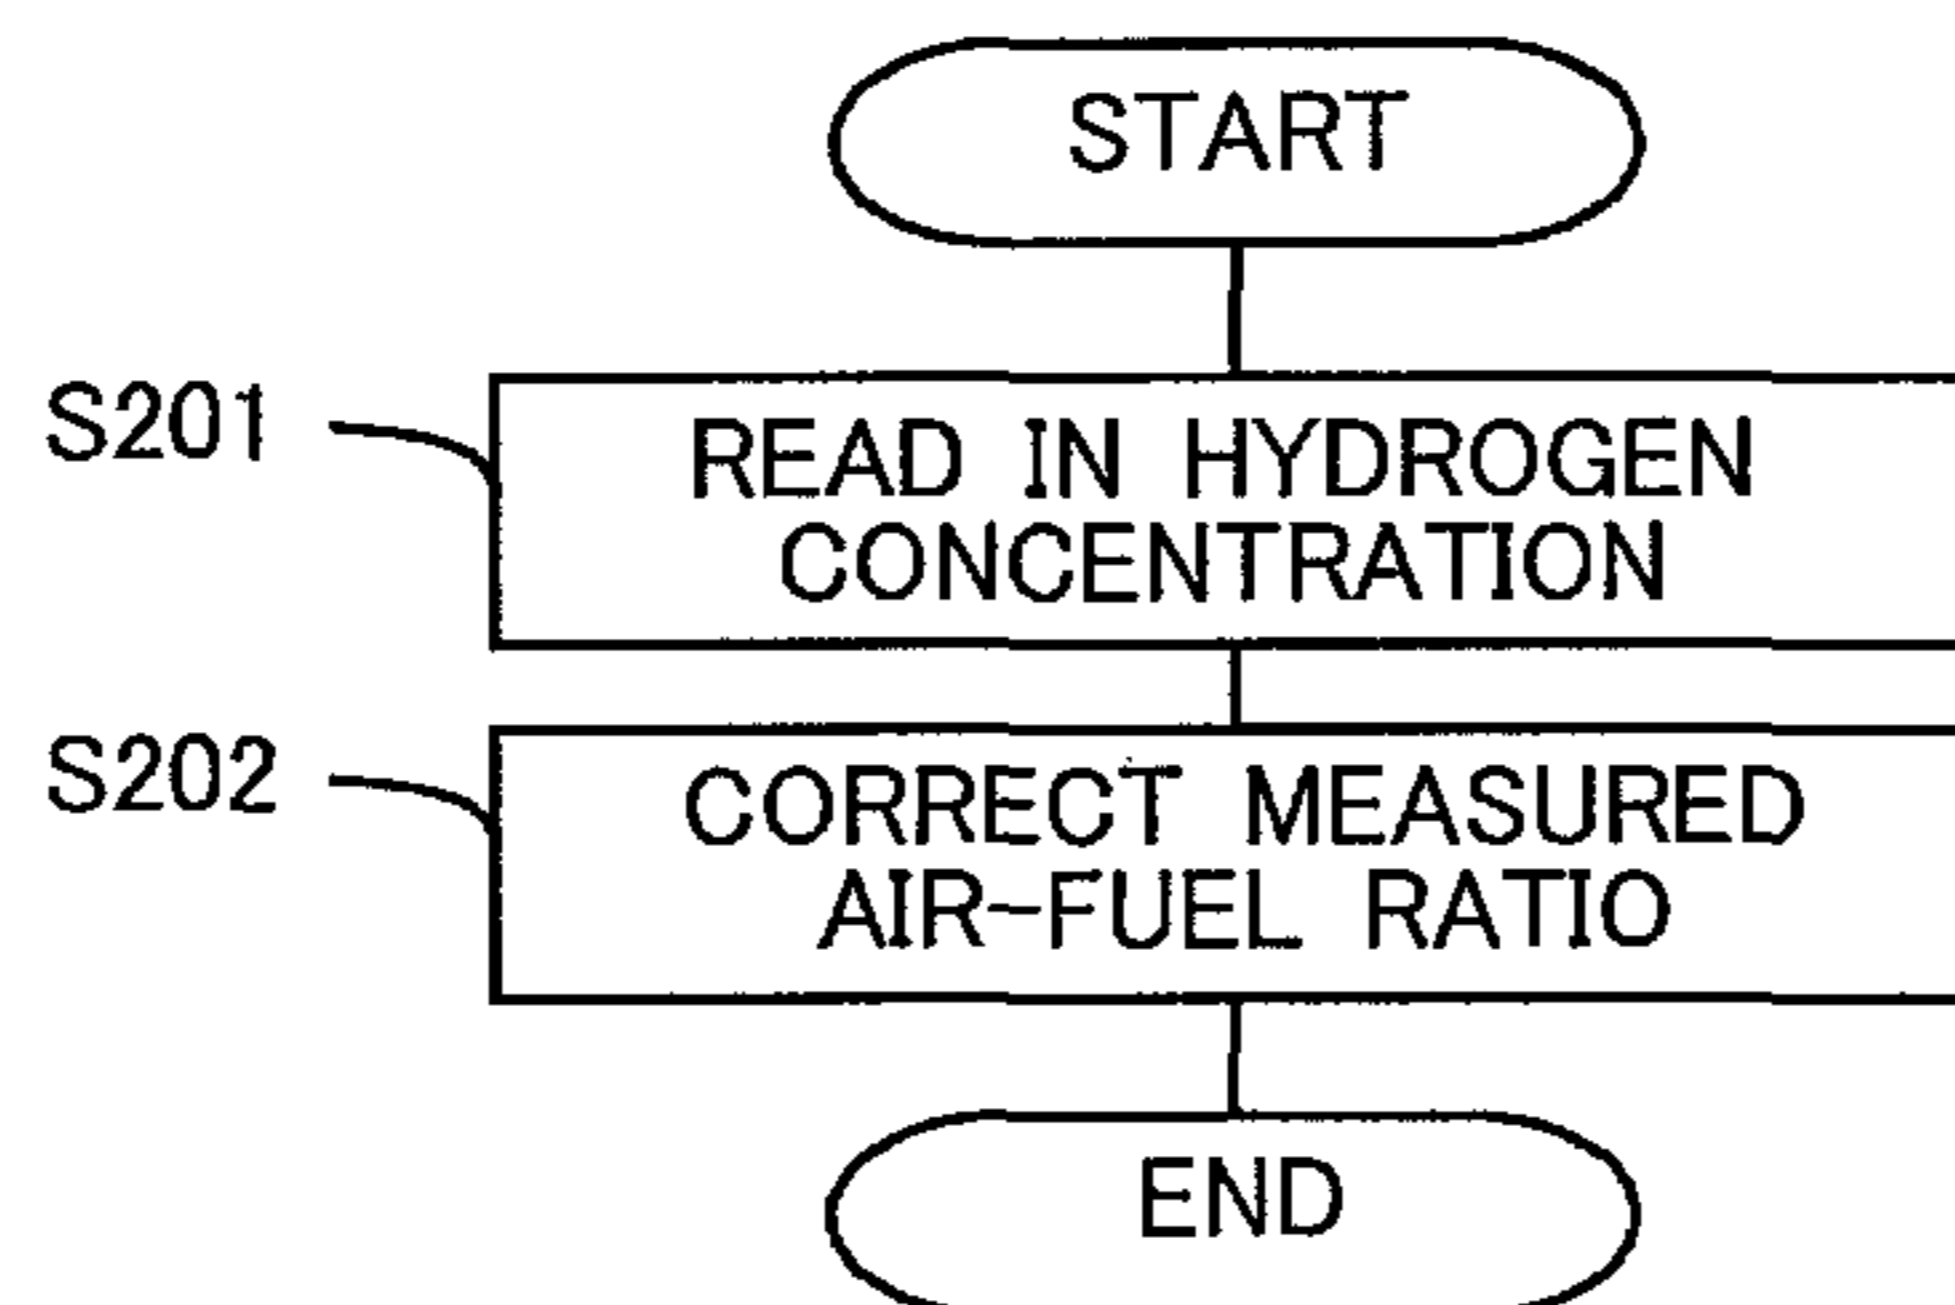 START
S201
READ IN HYDROGEN
CONCENTRATION
S202
CORRECT MEASURED
AIR-FUEL RATIO
END